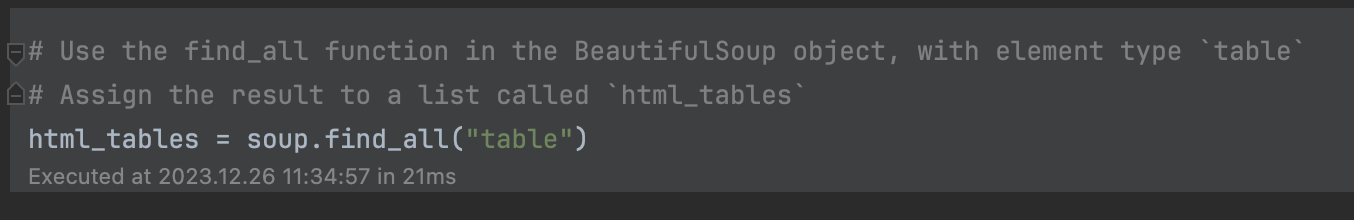 # Use the find_all function in the BeautifulSoup object, with element type `table`
# Assign the result to a list called `html_tables`
html_tables = soup.find_all("table")
Executed at 2023.12.26 11:34:57 in 21ms